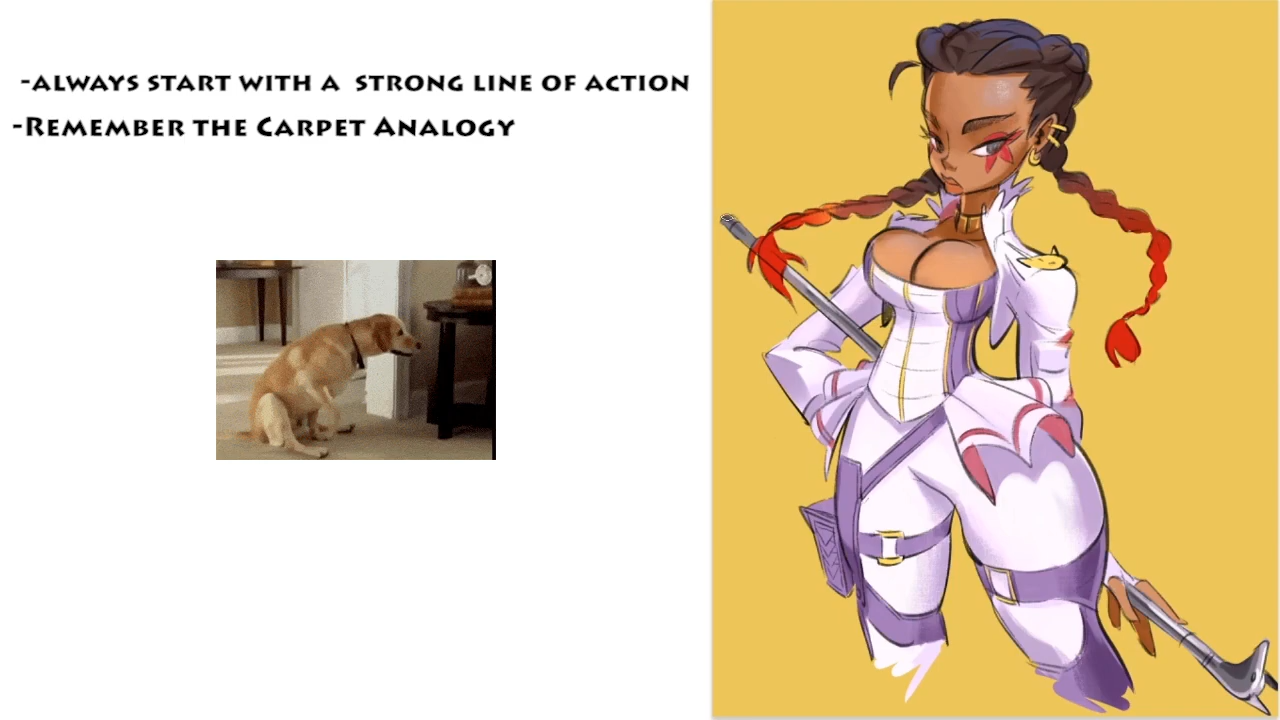 -ALWAYS START WITH A STRONG LINE OF ACTION
-REMEMBER THE CARPET ANALOGY